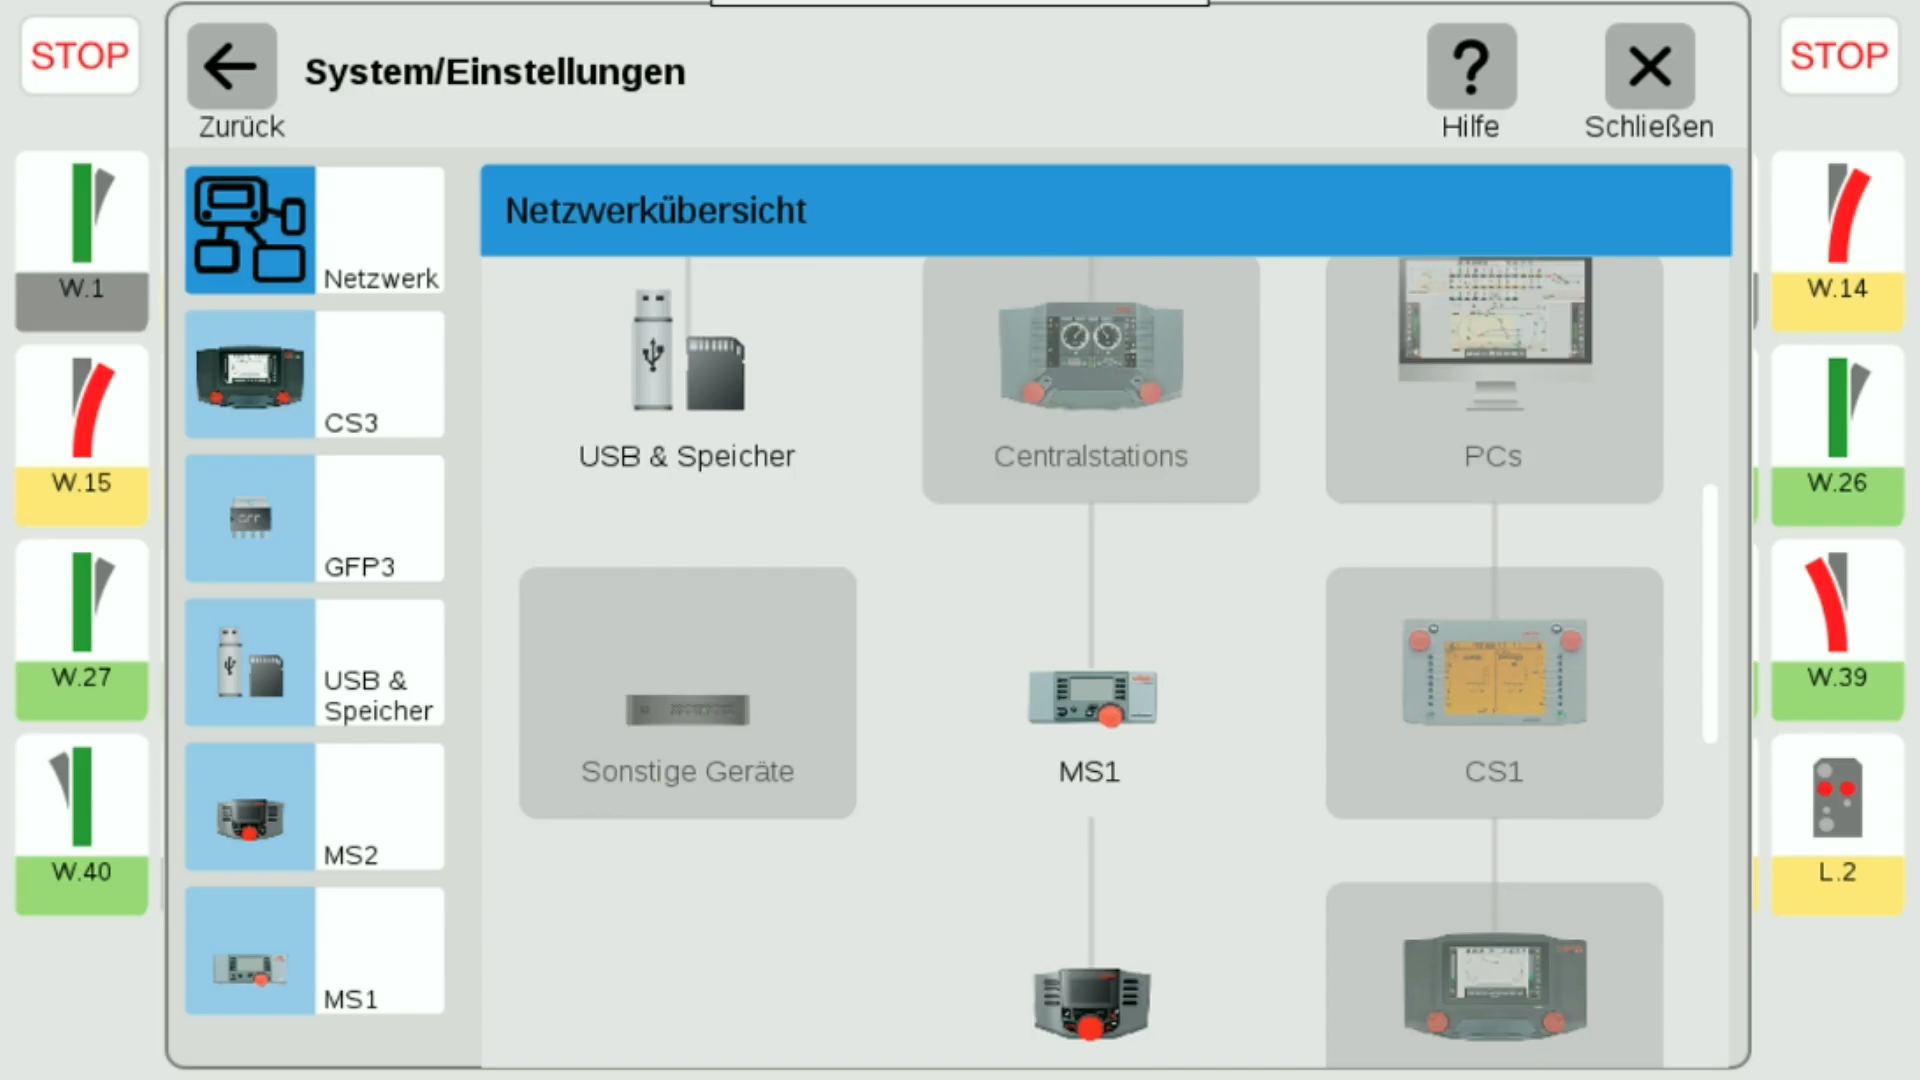 STOP
System/Einstellungen
Zurück
Hilfe
Schließen
STOP
W.1
W.15
W.27
W.40
Netzwerk
CS3
GFP3
USB &
Speicher
MS2
MS1
Netzwerkübersicht
USB & Speicher
Centralstations
PCs
Sonstige Geräte
MS1
CS1
W.14
W.26
W.39
L.2